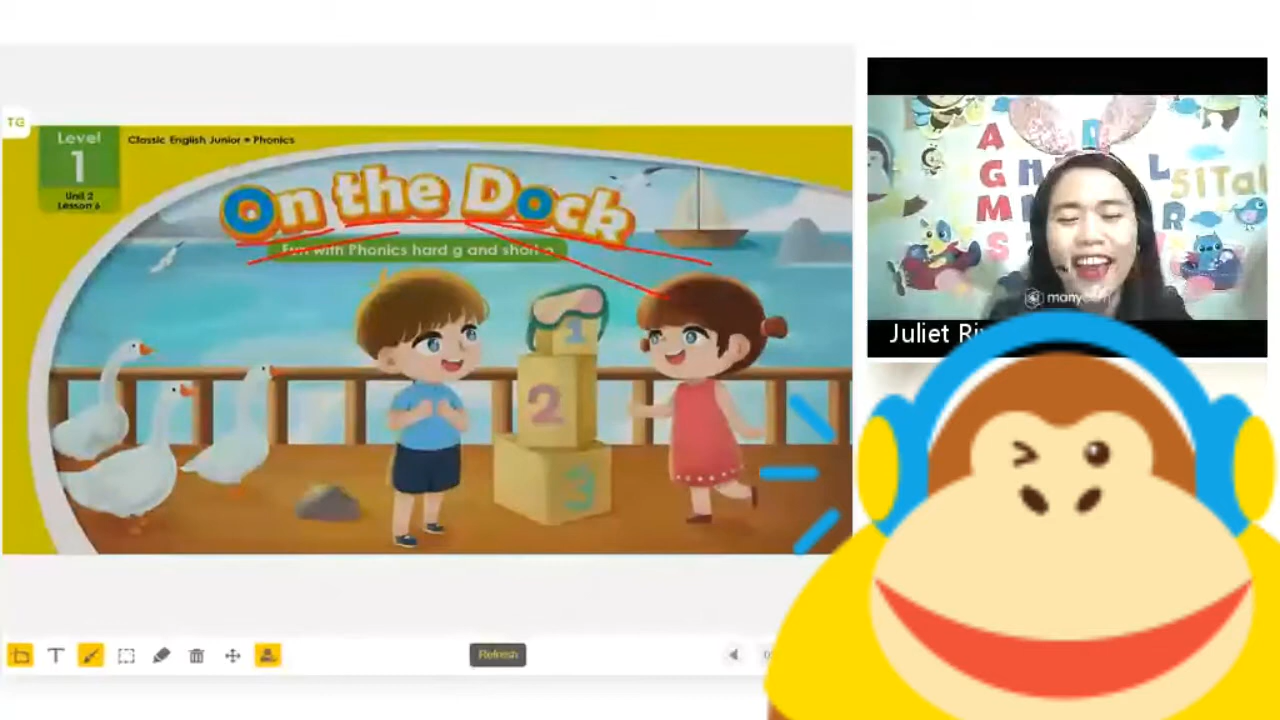 TG
Level
1
Unit 2
Lesson 6
Classic English Junior • Phonics
On the Dock
Fun with Phonics hard g and short o
1
2
3
A
G
M
S
D
L
R
Juliet
T
Refresh